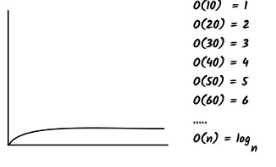 O(10) = 1
O(20) = 2
O(30) = 3
O(40) = 4
O(50) = 5
O(60) = 6
.....
O(n) = log n